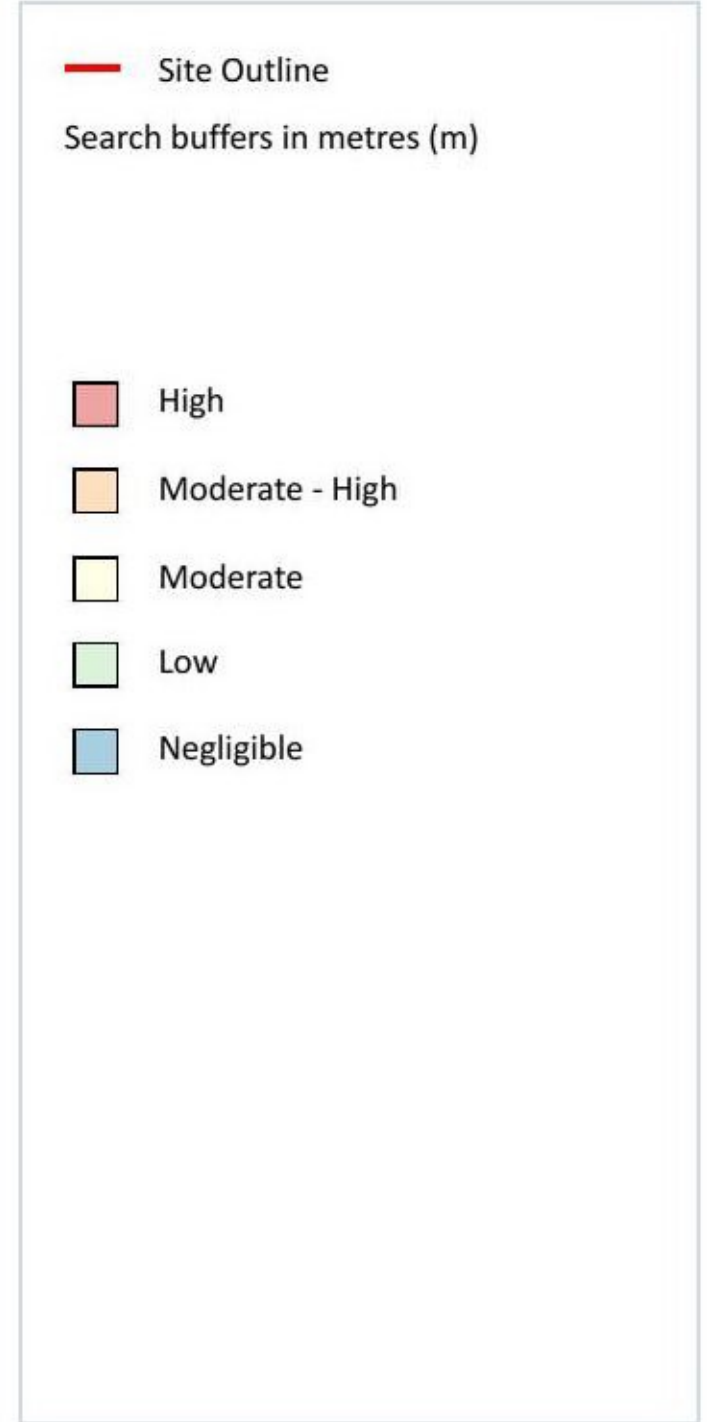 Site Outline
Search buffers in metres (m)
High
Moderate - High
Moderate
Low
Negligible